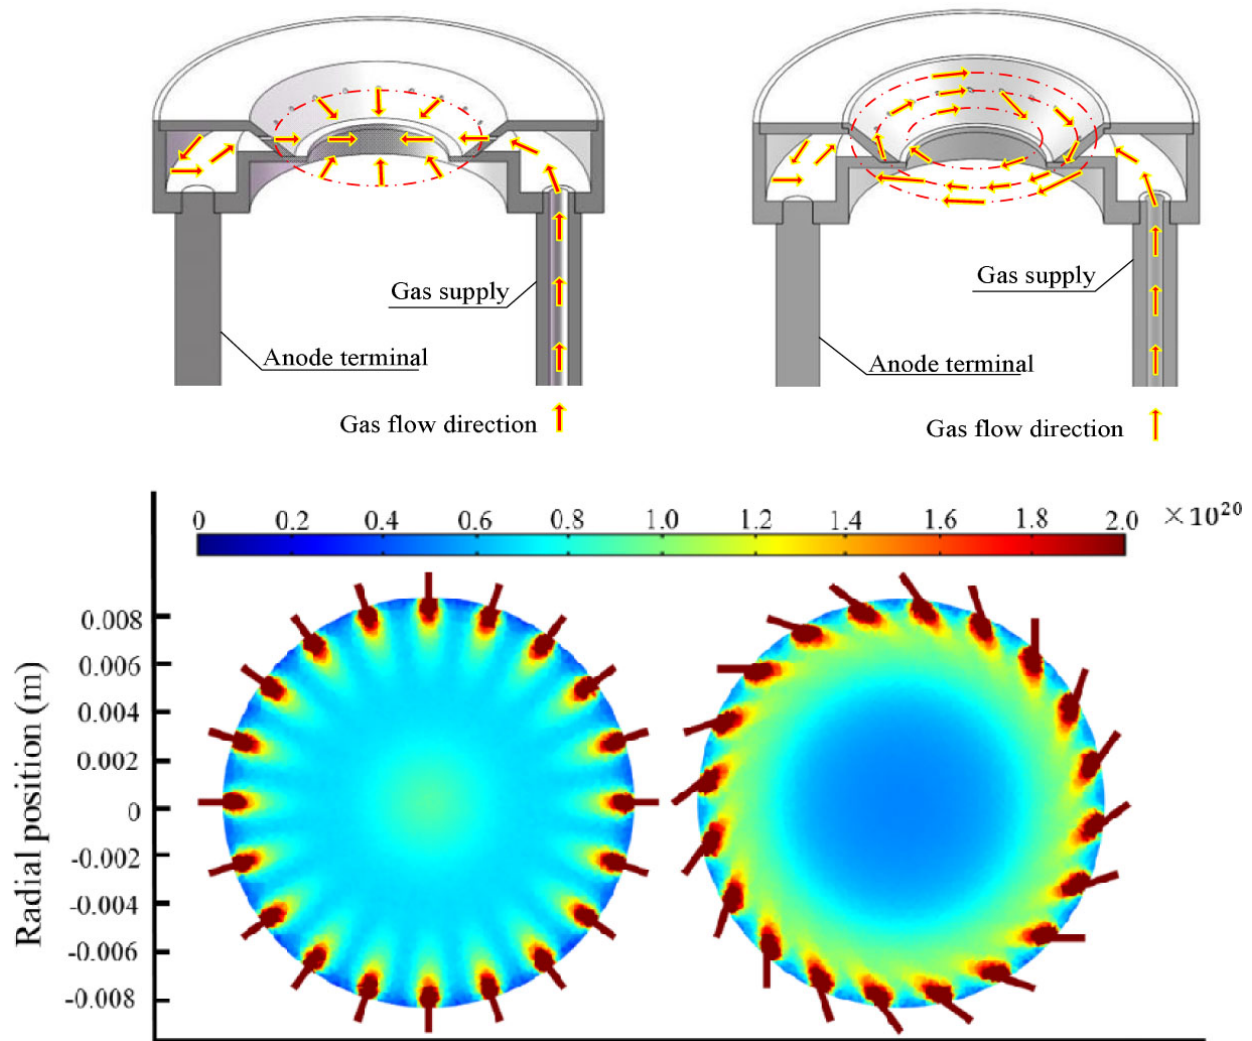 Gas supply
Anode terminal
Gas flow direction
Gas supply
Anode terminal
Gas flow direction
0 0.2 0.4 0.6 0.8 1.0 1.2 1.4 1.6 1.8 2.0 ×10²⁰
Radial position (m)
0.008
0.006
0.004
0.002
0
-0.002
-0.004
-0.006
-0.008